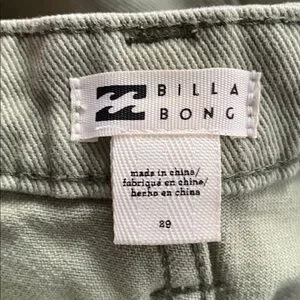 BILLA
BONG
made in china/
fabriqué en chine/
hecho en china
29